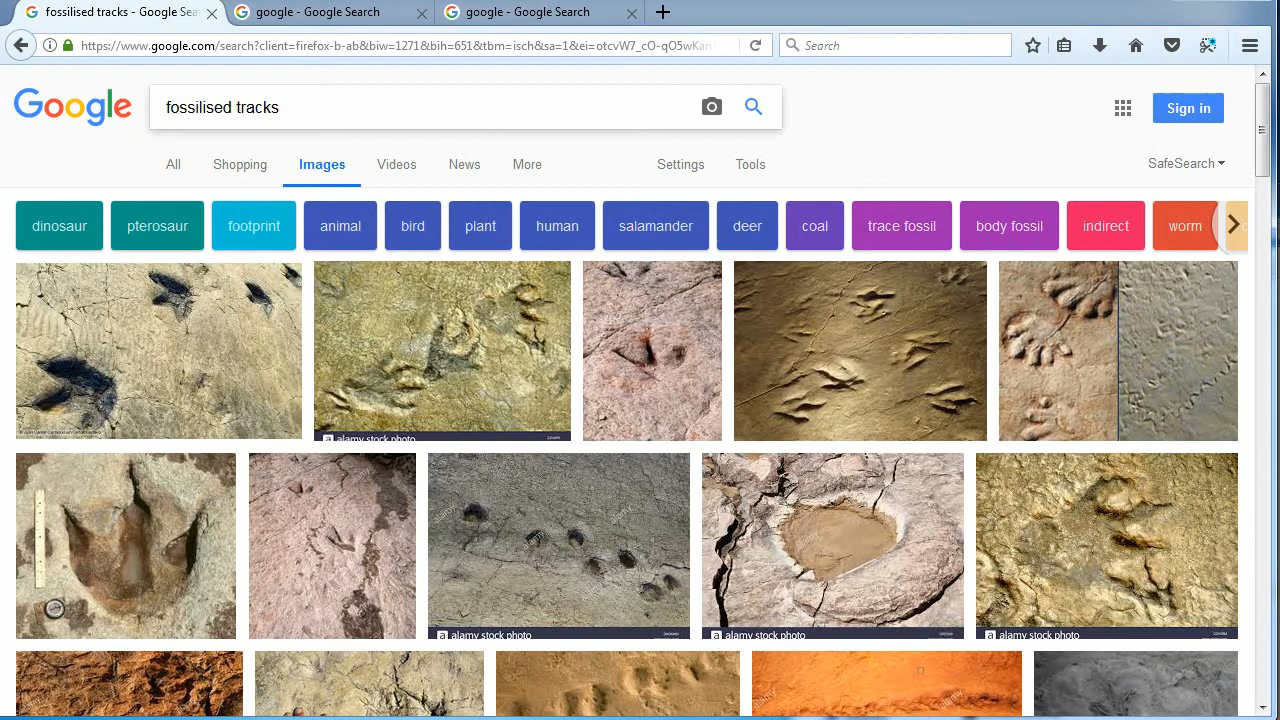 fossilised tracks - Google Sea
google - Google Search
google - Google Search
https://www.google.com/search?client=firefox-b-ab&biw=1271&bih=651&tbm=isch&sa=1&ei=otcvW7_cO-qO5wKan
Search
Google
fossilised tracks
Sign in
All
Shopping
Images
Videos
News
More
Settings
Tools
SafeSearch
dinosaur
pterosaur
footprint
animal
bird
plant
human
salamander
deer
coal
trace fossil
body fossil
indirect
worm
a alamy stock photo
a alamy stock photo
a alamy stock photo
a alamy stock photo